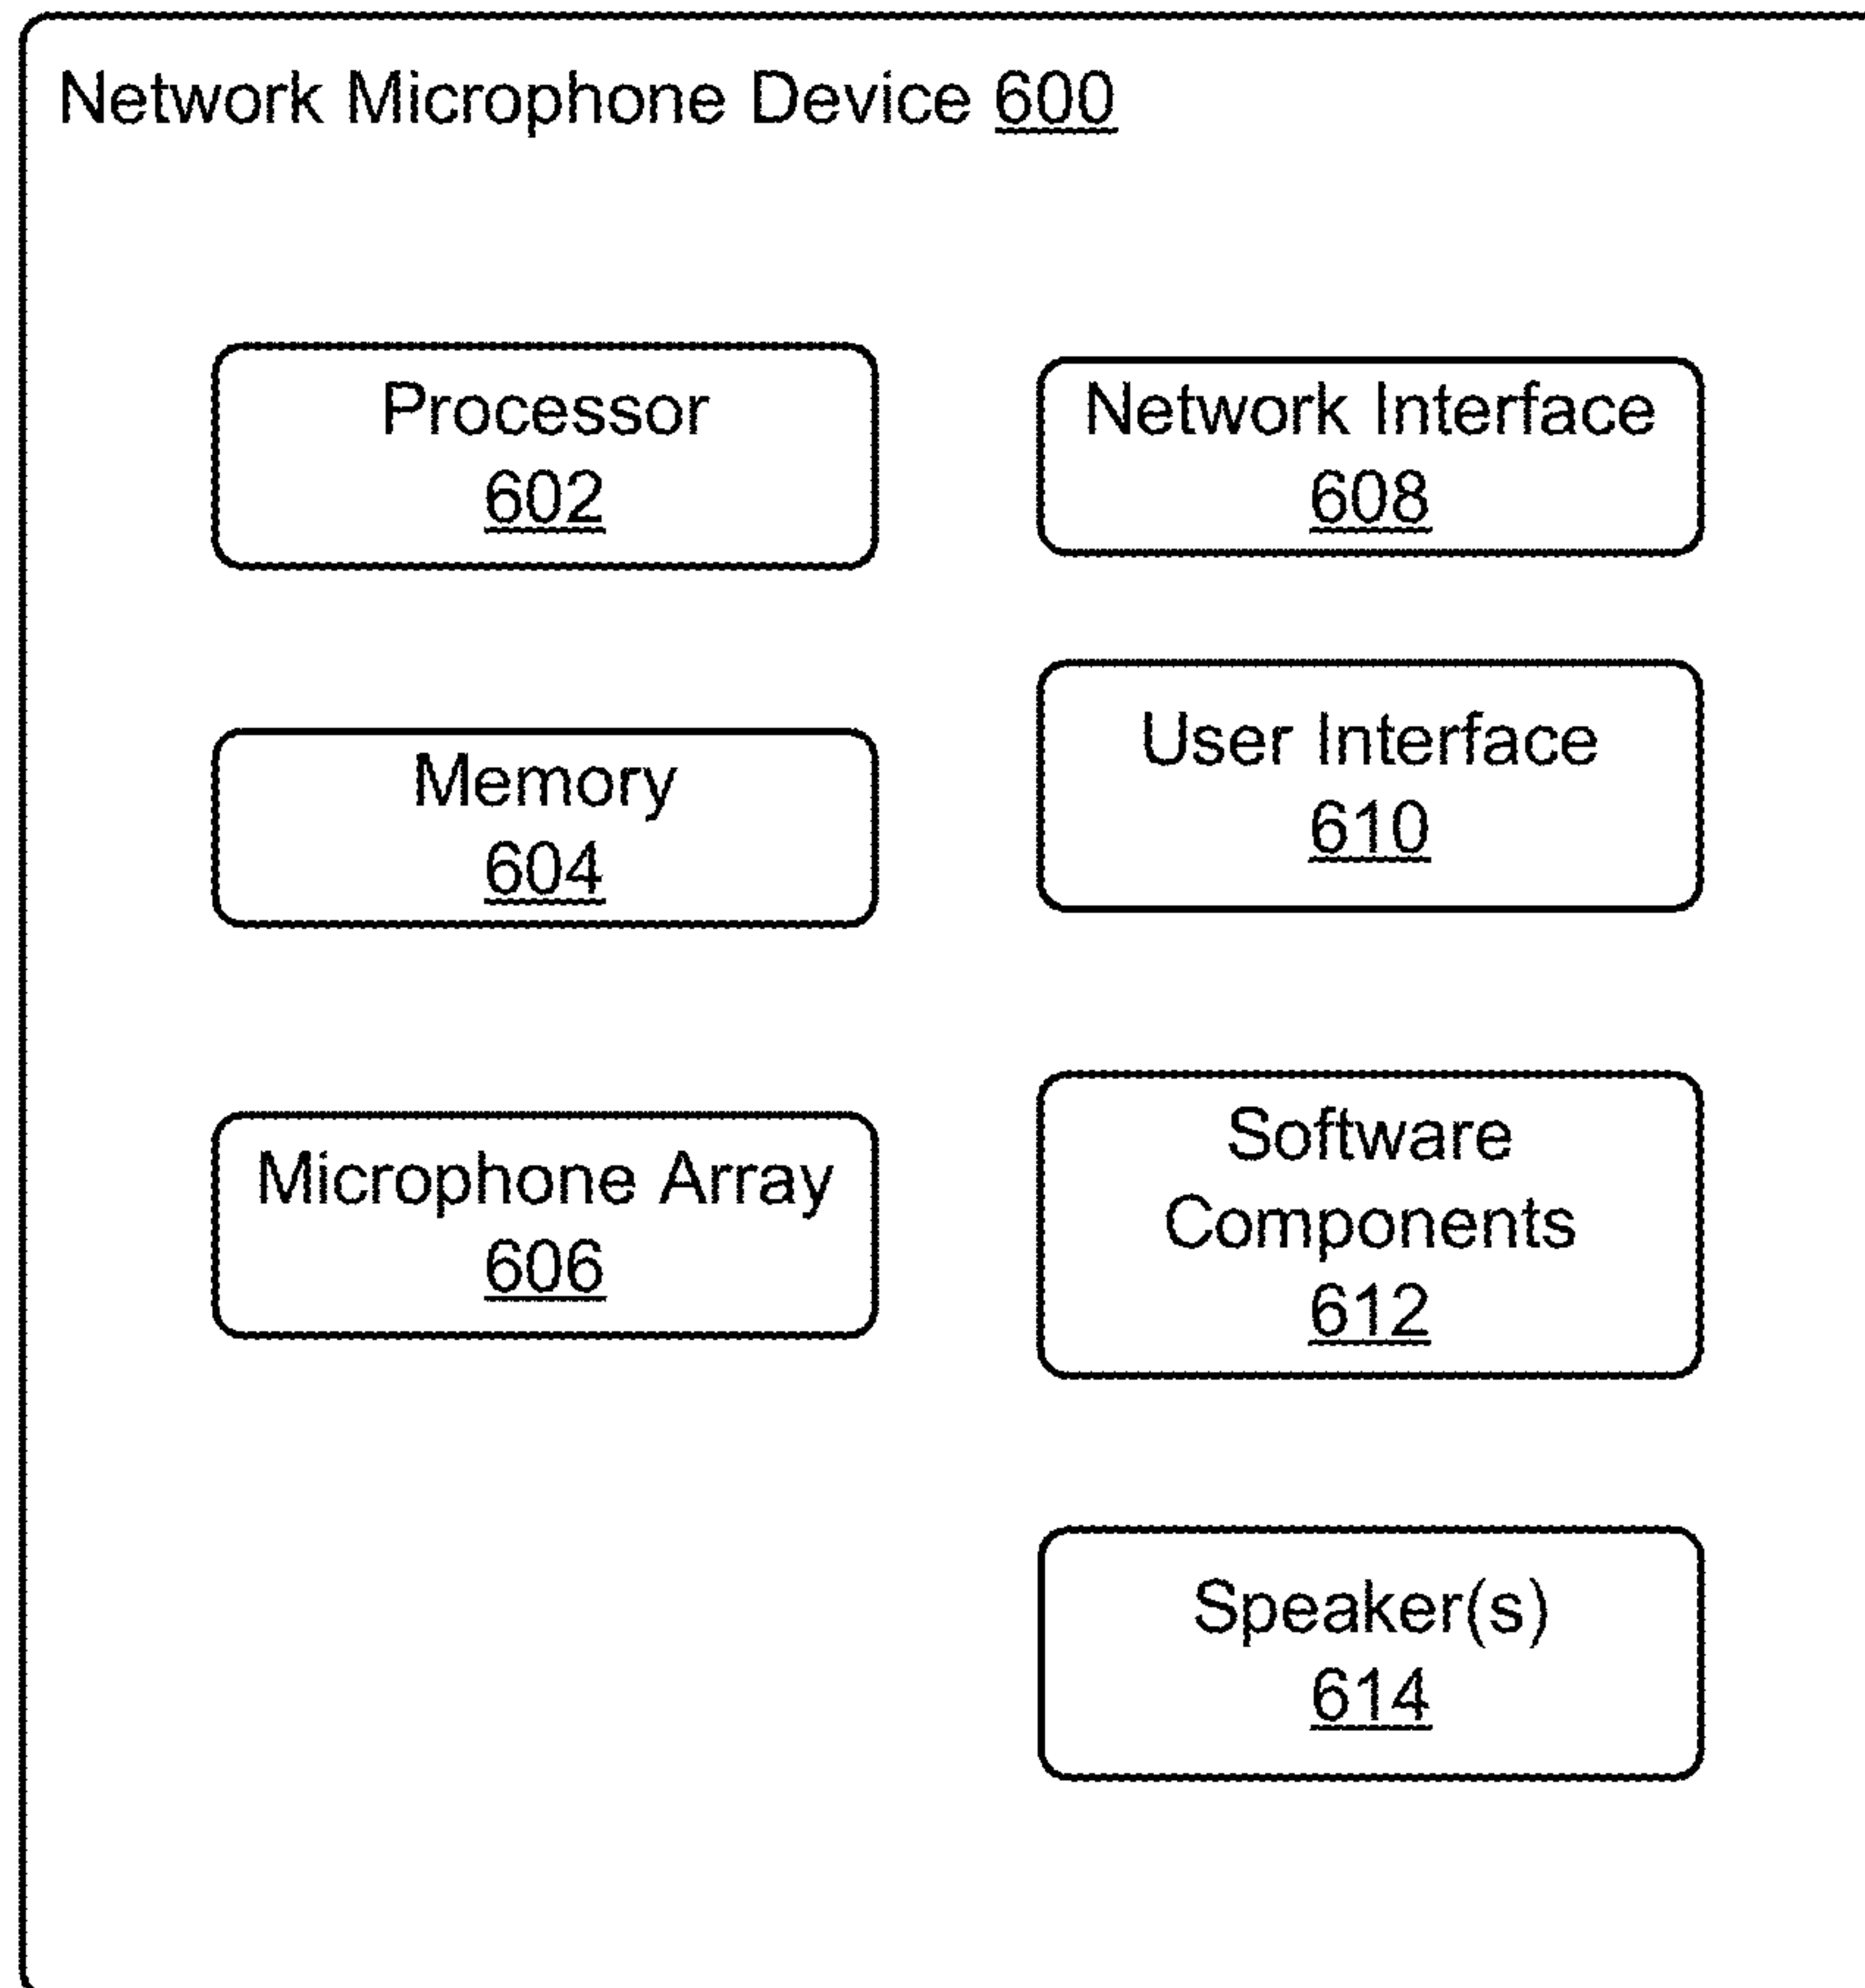 Network Microphone Device 600
Processor
602
Memory
604
Microphone Array
606
Network Interface
608
User Interface
610
Software
Components
612
Speaker(s)
614